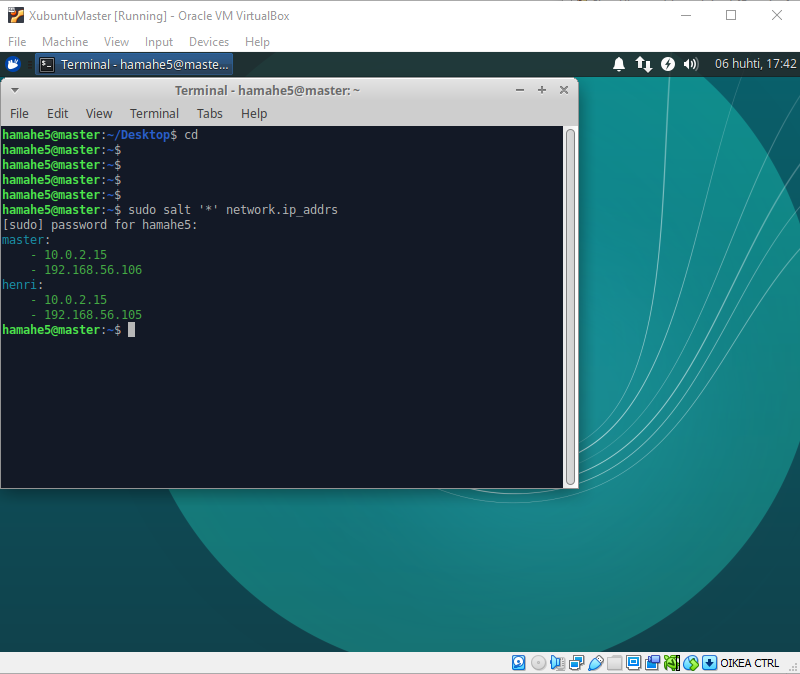 XubuntuMaster [Running] - Oracle VM VirtualBox
File Machine View Input Devices Help
Terminal - hamahe5@maste... 06 huhti, 17:42
Terminal - hamahe5@master: ~
File Edit View Terminal Tabs Help
hamahe5@master:~/Desktop$ cd
hamahe5@master:~$
hamahe5@master:~$
hamahe5@master:~$
hamahe5@master:~$
hamahe5@master:~$ sudo salt '*' network.ip_addrs
[sudo] password for hamahe5:
master:
    - 10.0.2.15
    - 192.168.56.106
henri:
    - 10.0.2.15
    - 192.168.56.105
hamahe5@master:~$
OIKEA CTRL